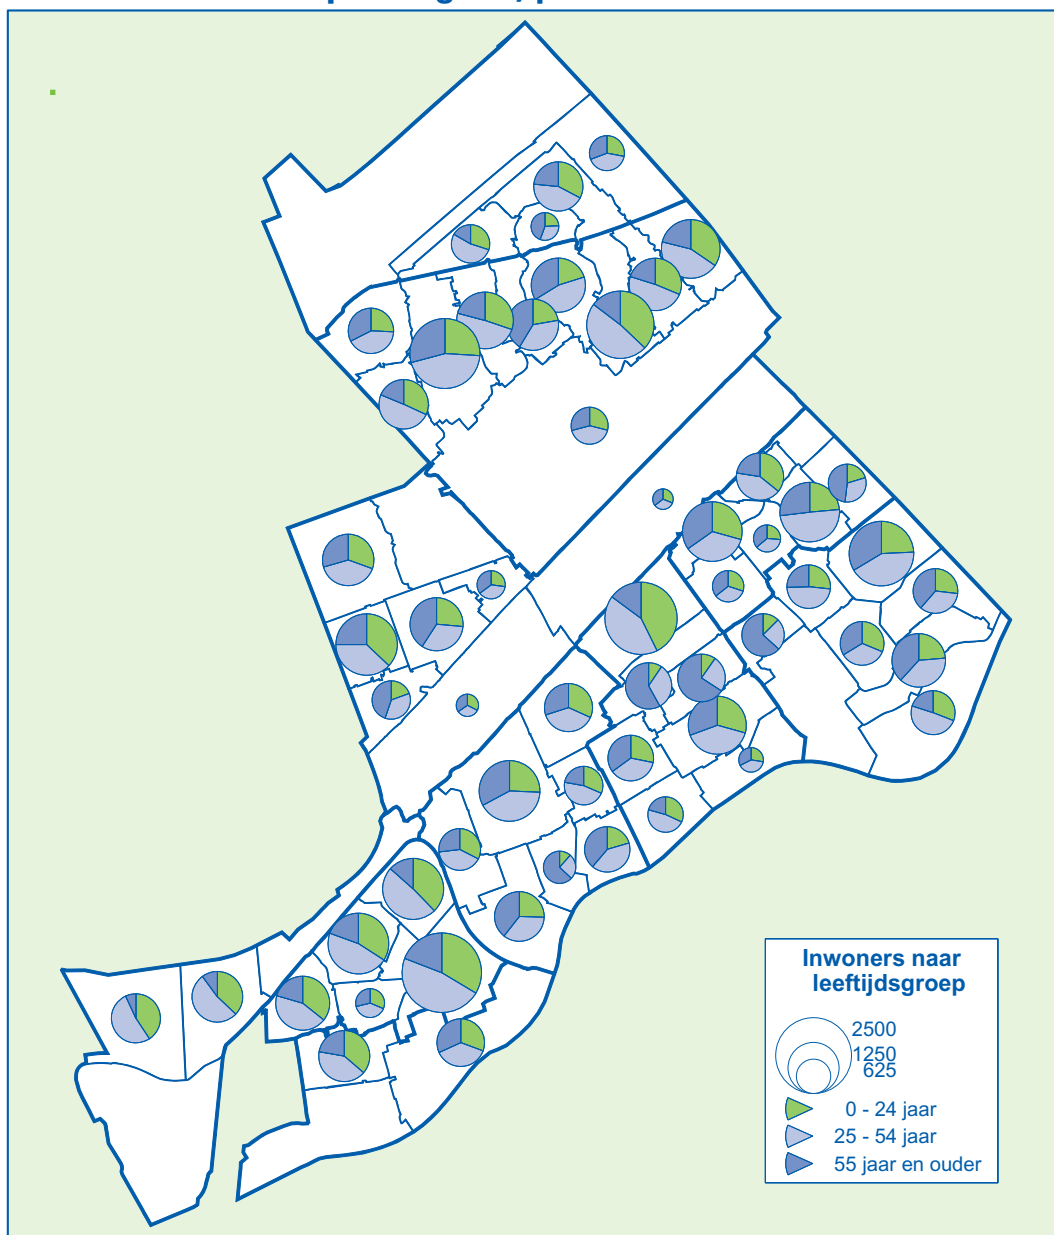 Inwoners naar
leeftijdsgroep
2500
1250
625
0 - 24 jaar
25 - 54 jaar
55 jaar en ouder